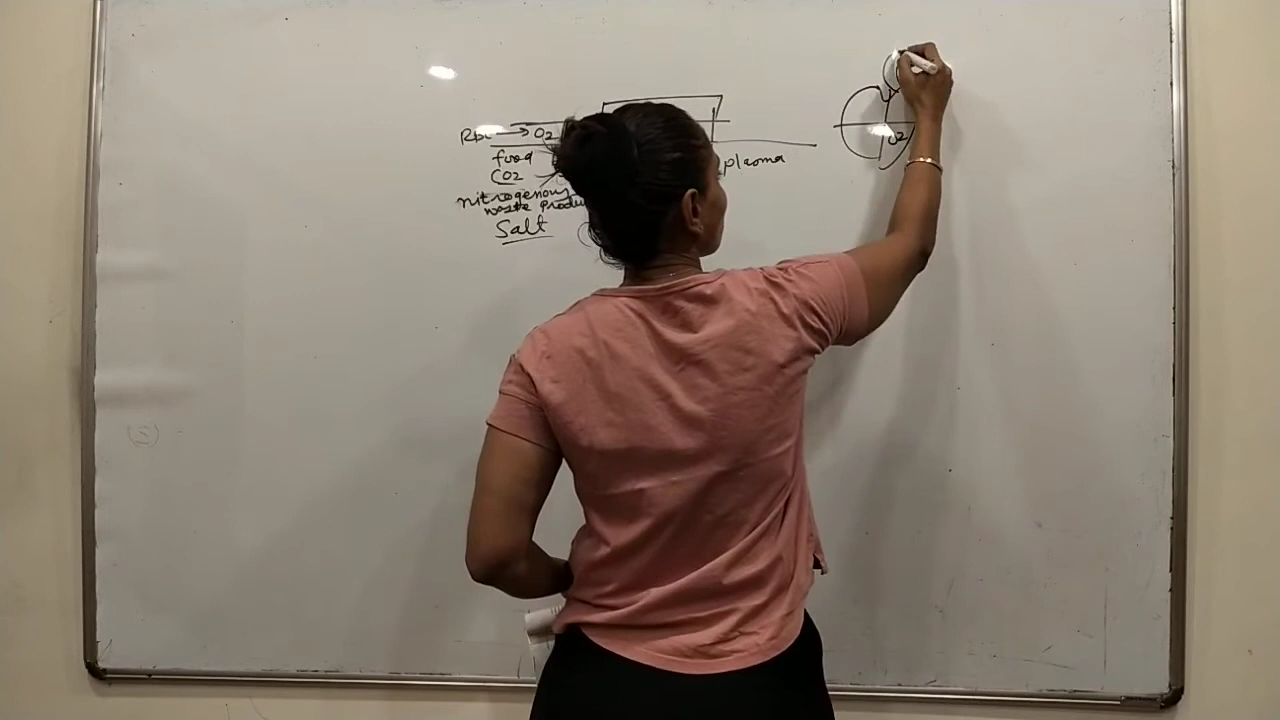 Rbc → O2
food
CO2
nitrogenous
waste produ
Salt
plasma
O2
(S)